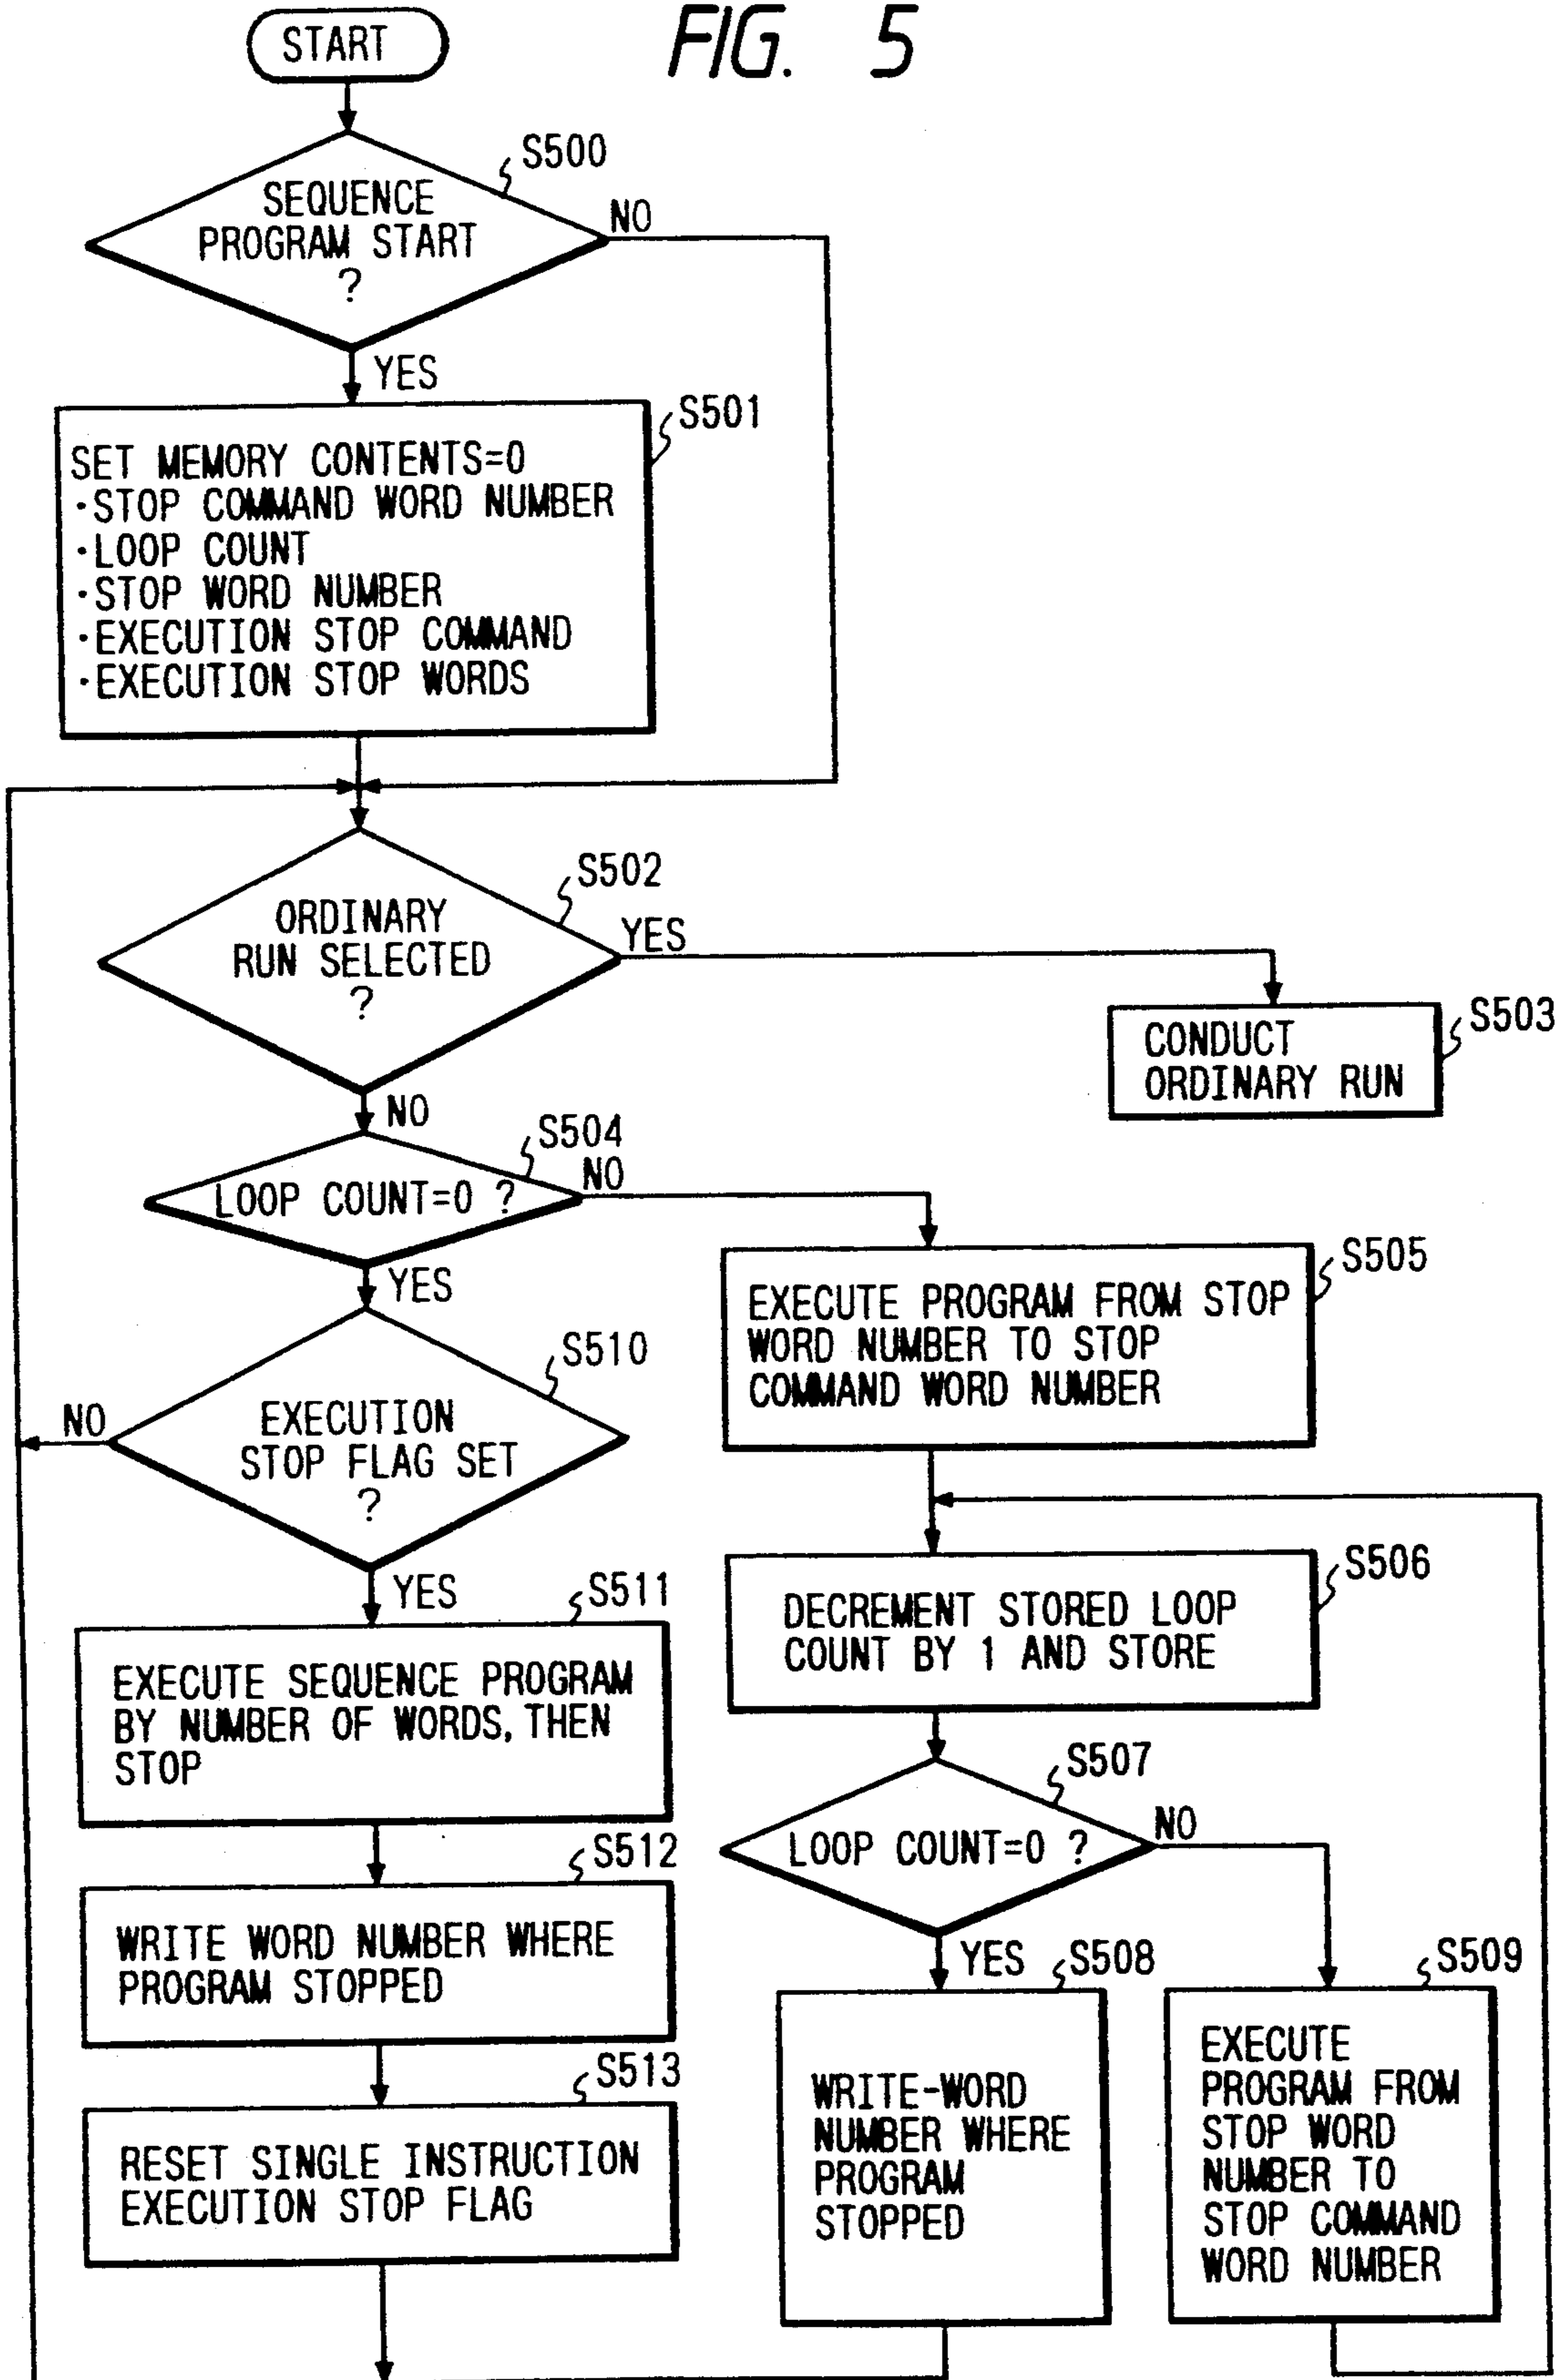 FIG. 5
START
S500
SEQUENCE
PROGRAM START
?
NO
YES
S501
SET MEMORY CONTENTS=0
·STOP COMMAND WORD NUMBER
·LOOP COUNT
·STOP WORD NUMBER
·EXECUTION STOP COMMAND
·EXECUTION STOP WORDS
S502
ORDINARY
RUN SELECTED
?
YES
S503
CONDUCT
ORDINARY RUN
NO
S504
LOOP COUNT=0 ?
NO
YES
S505
EXECUTE PROGRAM FROM STOP
WORD NUMBER TO STOP
COMMAND WORD NUMBER
S510
EXECUTION
STOP FLAG SET
?
NO
YES
S506
DECREMENT STORED LOOP
COUNT BY 1 AND STORE
S511
EXECUTE SEQUENCE PROGRAM
BY NUMBER OF WORDS, THEN
STOP
S507
LOOP COUNT=0 ?
NO
YES
S512
WRITE WORD NUMBER WHERE
PROGRAM STOPPED
S508
WRITE-WORD
NUMBER WHERE
PROGRAM
STOPPED
S509
EXECUTE
PROGRAM FROM
STOP WORD
NUMBER TO
STOP COMMAND
WORD NUMBER
S513
RESET SINGLE INSTRUCTION
EXECUTION STOP FLAG